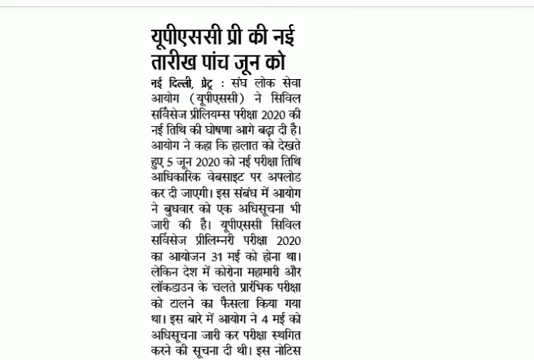 यूपीएससी प्री की नई
तारीख पांच जून को
नई दिल्ली, प्रेट्र : संघ लोक सेवा
आयोग (यूपीएससी) ने सिविल
सर्विसेज प्रीलियम्स परीक्षा 2020 की
नई तिथि की घोषणा आगे बढ़ा दी है।
आयोग ने कहा कि हालात को देखते
हुए 5 जून 2020 को नई परीक्षा तिथि
आधिकारिक वेबसाइट पर अपलोड
कर दी जाएगी। इस संबंध में आयोग
ने बुधवार को एक अधिसूचना भी
जारी की है। यूपीएससी सिविल
सर्विसेज प्रीलिम्नरी परीक्षा 2020
का आयोजन 31 मई को होना था।
लेकिन देश में कोरोना महामारी और
लॉकडाउन के चलते प्रारंभिक परीक्षा
को टालने का फैसला किया गया
था। इस बारे में आयोग ने 4 मई को
अधिसूचना जारी कर परीक्षा स्थगित
करने की सूचना दी थी। इस नोटिस